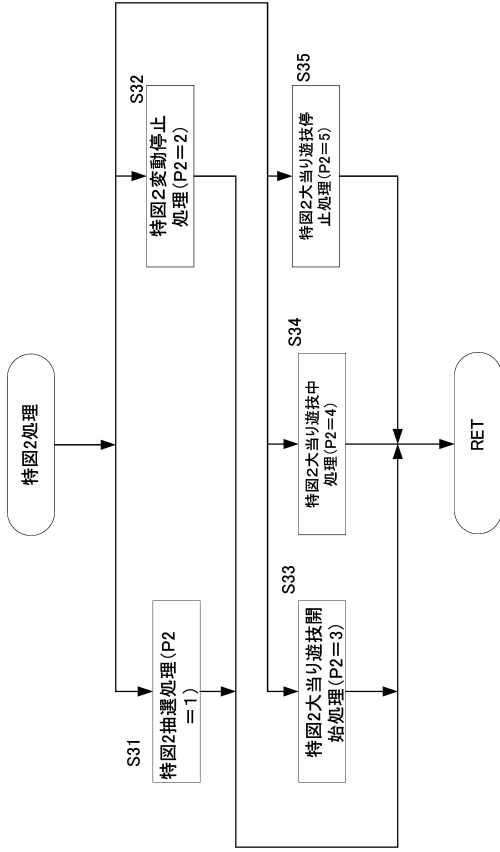 特図2処理
S31
特図2抽選処理(P2
=1)
S32
特図2変動停止
処理(P2=2)
S33
特図2大当り遊技開
始処理(P2=3)
S34
特図2大当り遊技中
処理(P2=4)
S35
特図2大当り遊技停
止処理(P2=5)
RET